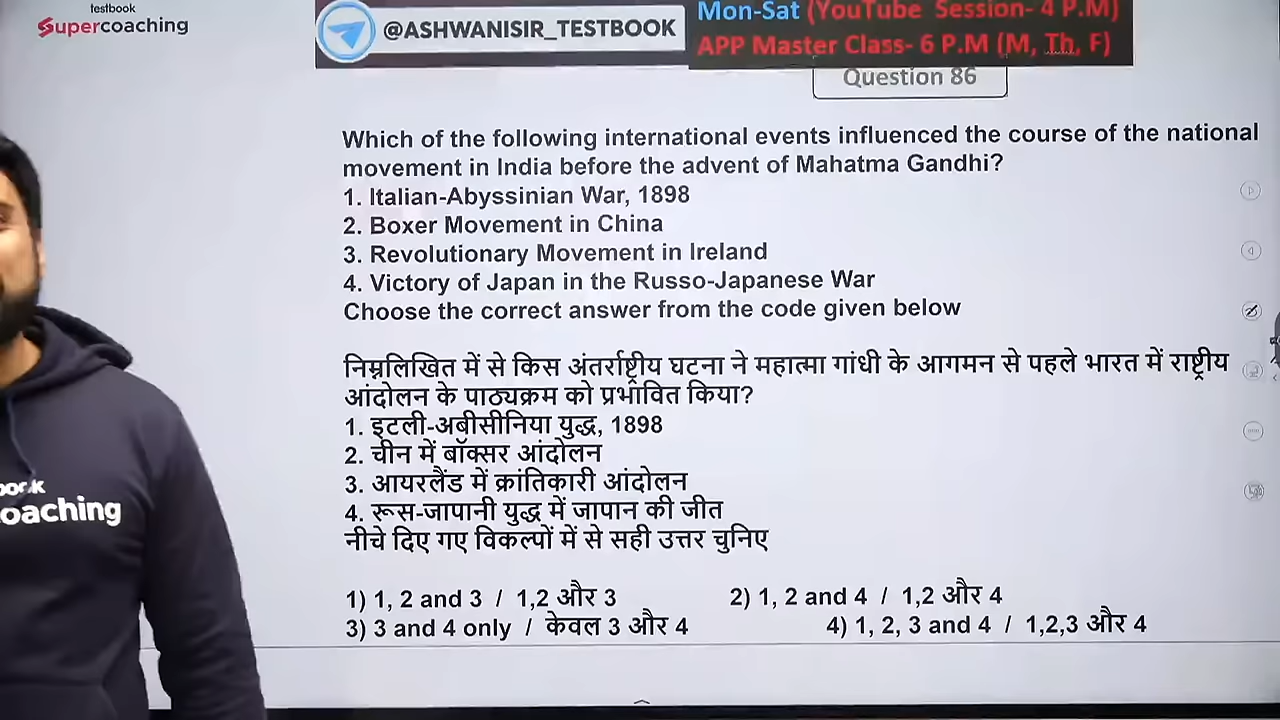 testbook
Supercoaching
@ASHWANISIR_TESTBOOK
Mon-Sat (YouTube Session- 4 P.M)
APP Master Class- 6 P.M (M, Th, F)
Question 86
Which of the following international events influenced the course of the national
movement in India before the advent of Mahatma Gandhi?
1. Italian-Abyssinian War, 1898
2. Boxer Movement in China
3. Revolutionary Movement in Ireland
4. Victory of Japan in the Russo-Japanese War
Choose the correct answer from the code given below
निम्नलिखित में से किस अंतर्राष्ट्रीय घटना ने महात्मा गांधी के आगमन से पहले भारत में राष्ट्रीय
आंदोलन के पाठ्यक्रम को प्रभावित किया?
1. इटली-अबीसीनिया युद्ध, 1898
2. चीन में बॉक्सर आंदोलन
3. आयरलैंड में क्रांतिकारी आंदोलन
4. रूस-जापानी युद्ध में जापान की जीत
नीचे दिए गए विकल्पों में से सही उत्तर चुनिए
1) 1, 2 and 3 / 1,2 और 3 2) 1, 2 and 4 / 1,2 और 4
3) 3 and 4 only / केवल 3 और 4 4) 1, 2, 3 and 4 / 1,2,3 और 4
oaching